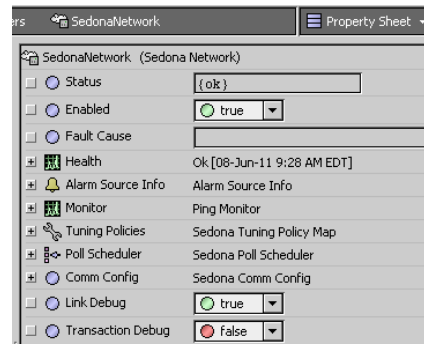 ers SedonaNetwork Property Sheet
SedonaNetwork (Sedona Network)
Status {ok}
Enabled true
Fault Cause
Health Ok [08-Jun-11 9:28 AM EDT]
Alarm Source Info Alarm Source Info
Monitor Ping Monitor
Tuning Policies Sedona Tuning Policy Map
Poll Scheduler Sedona Poll Scheduler
Comm Config Sedona Comm Config
Link Debug true
Transaction Debug false